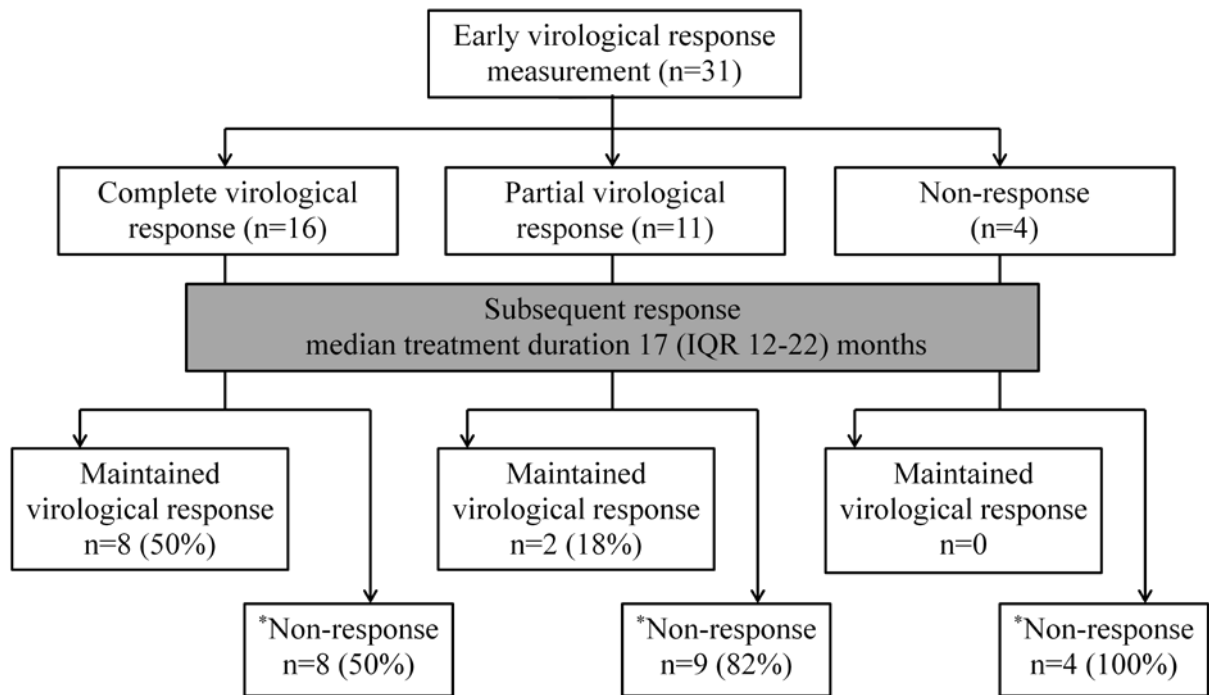 Early virological response
measurement (n=31)
Complete virological
response (n=16)
Partial virological
response (n=11)
Non-response
(n=4)
Subsequent response
median treatment duration 17 (IQR 12-22) months
Maintained
virological response
n=8 (50%)
Maintained
virological response
n=2 (18%)
Maintained
virological response
n=0
*Non-response
n=8 (50%)
*Non-response
n=9 (82%)
*Non-response
n=4 (100%)